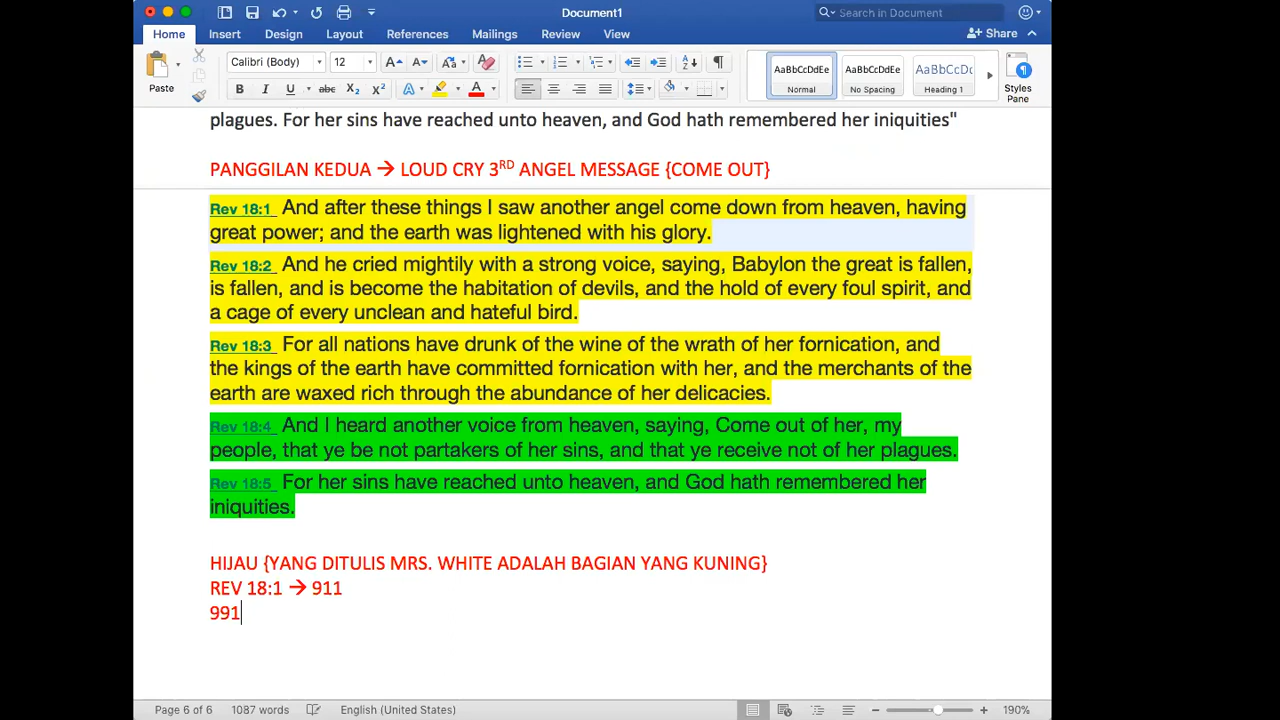 Document1
Search in Document
Home Insert Design Layout References Mailings Review View Share
Paste Calibri (Body) 12 AaBbCcDdEe AaBbCcDdEe AaBbCcDc
Normal No Spacing Heading 1 Styles Pane
plagues. For her sins have reached unto heaven, and God hath remembered her iniquities"
PANGGILAN KEDUA → LOUD CRY 3RD ANGEL MESSAGE {COME OUT}
Rev 18:1 And after these things I saw another angel come down from heaven, having
great power; and the earth was lightened with his glory.
Rev 18:2 And he cried mightily with a strong voice, saying, Babylon the great is fallen,
is fallen, and is become the habitation of devils, and the hold of every foul spirit, and
a cage of every unclean and hateful bird.
Rev 18:3 For all nations have drunk of the wine of the wrath of her fornication, and
the kings of the earth have committed fornication with her, and the merchants of the
earth are waxed rich through the abundance of her delicacies.
Rev 18:4 And I heard another voice from heaven, saying, Come out of her, my
people, that ye be not partakers of her sins, and that ye receive not of her plagues.
Rev 18:5 For her sins have reached unto heaven, and God hath remembered her
iniquities.
HIJAU {YANG DITULIS MRS. WHITE ADALAH BAGIAN YANG KUNING}
REV 18:1 → 911
991
Page 6 of 6 1087 words English (United States) 190%